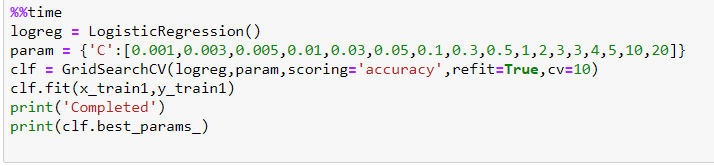 %%time
logreg = LogisticRegression()
param = {'C':[0.001,0.003,0.005,0.01,0.03,0.05,0.1,0.3,0.5,1,2,3,3,4,5,10,20]}
clf = GridSearchCV(logreg,param,scoring='accuracy',refit=True,cv=10)
clf.fit(x_train1,y_train1)
print('Completed')
print(clf.best_params_)